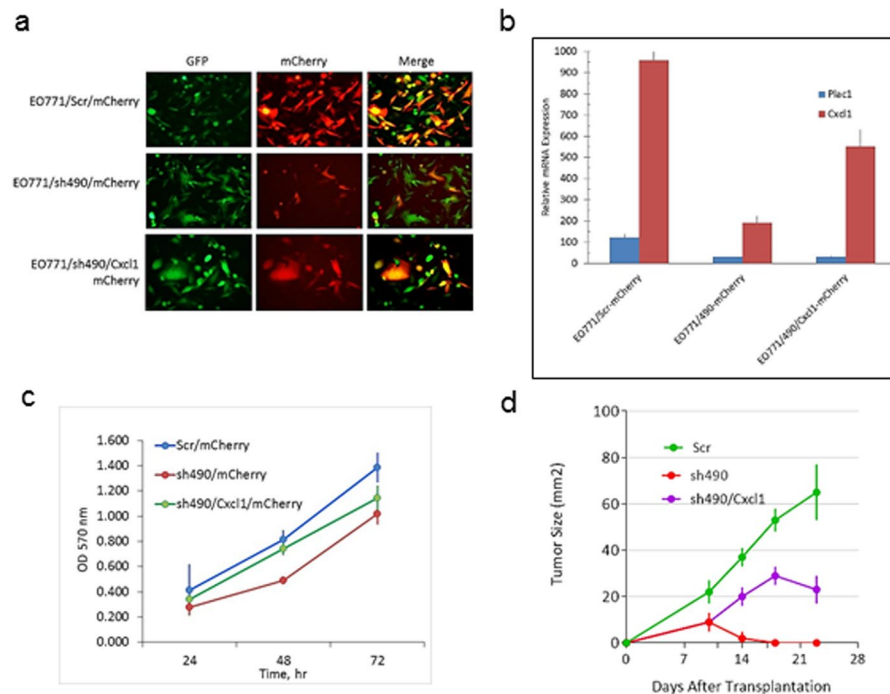 a
GFP mCherry Merge
EO771/Scr/mCherry
EO771/sh490/mCherry
EO771/sh490/Cxcl1
mCherry
b
Relative mRNA Expression
1000
900
800
700
600
500
400
300
200
100
0
Plac1
Cxcl1
EO771/Scr-mCherry
EO771/490-mCherry
EO771/490/Cxcl1-mCherry
c
OD 570 nm
1.600
1.400
1.200
1.000
0.800
0.600
0.400
0.200
0.000
Scr/mCherry
sh490/mCherry
sh490/Cxcl1/mCherry
24 48 72
Time, hr
d
Tumor Size (mm2)
100
80
60
40
20
0
Scr
sh490
sh490/Cxcl1
0 7 14 21 28
Days After Transplantation